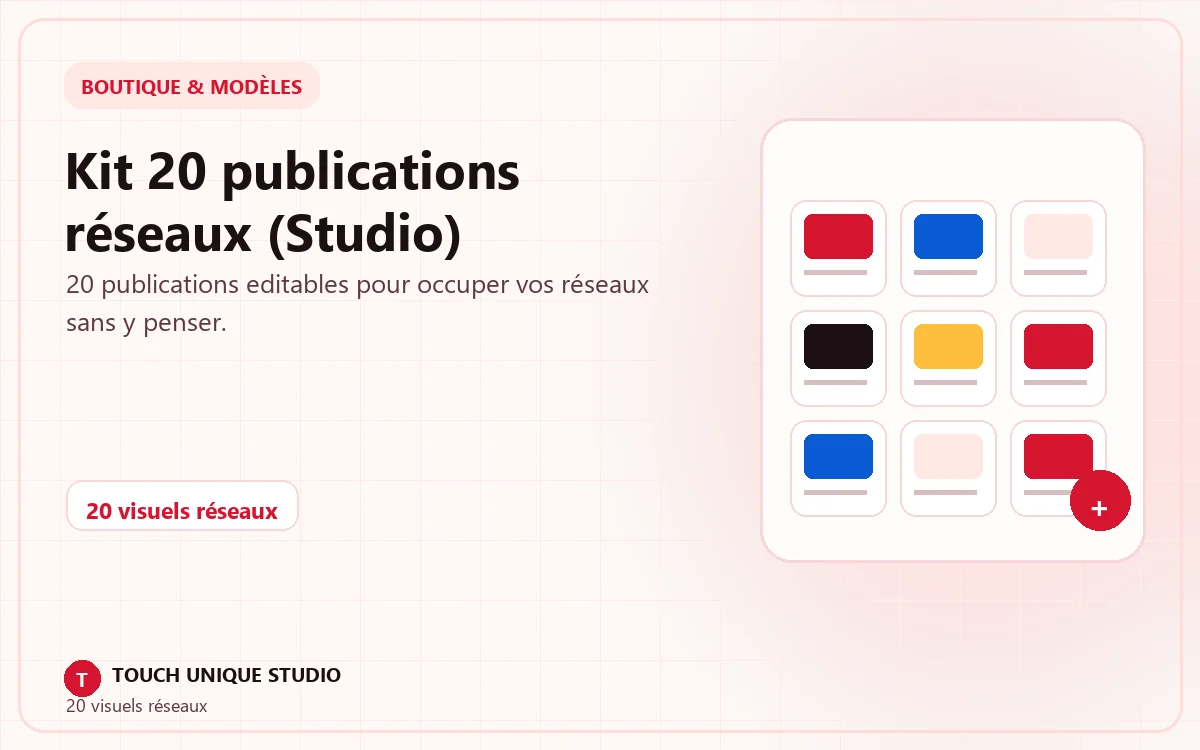 BOUTIQUE & MODÈLES
Kit 20 publications
réseaux (Studio)
20 publications editables pour occuper vos réseaux
sans y penser.
20 visuels réseaux
+
T TOUCH UNIQUE STUDIO
20 visuels réseaux